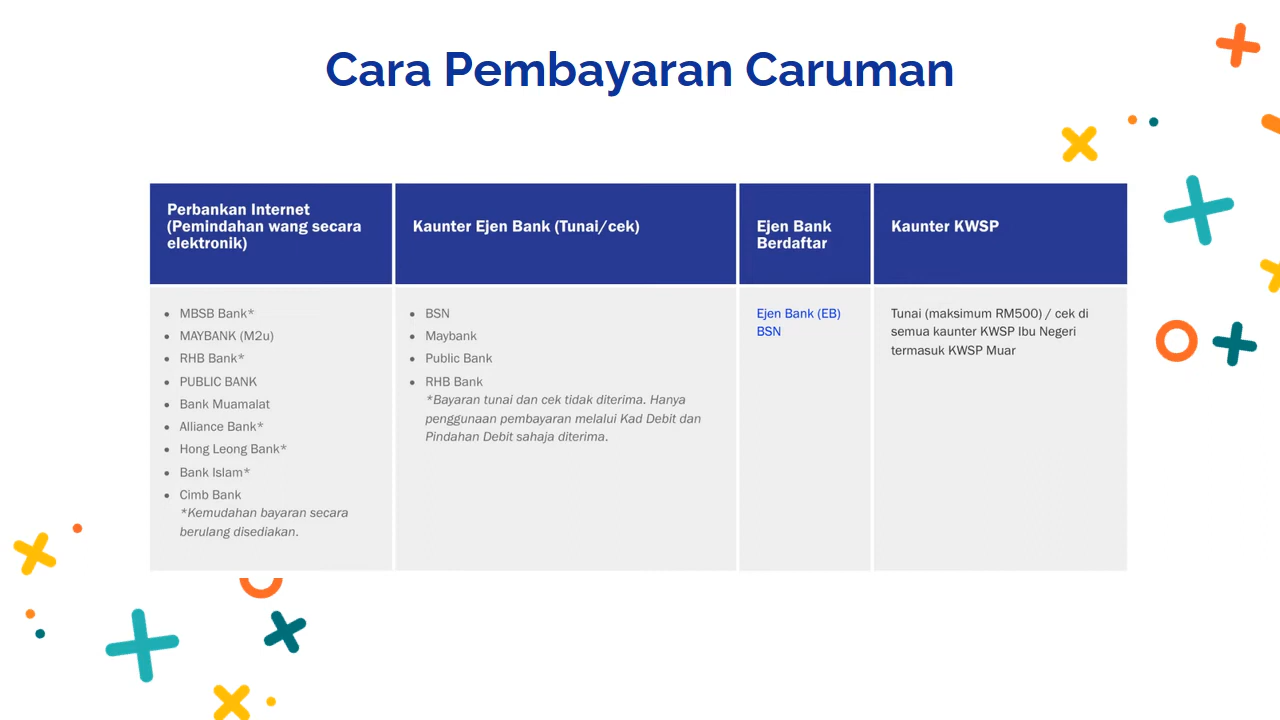 Cara Pembayaran Caruman
Perbankan Internet
(Pemindahan wang secara
elektronik)
Kaunter Ejen Bank (Tunai/cek)
Ejen Bank
Berdaftar
Kaunter KWSP
MBSB Bank*
MAYBANK (M2u)
RHB Bank*
PUBLIC BANK
Bank Muamalat
Alliance Bank*
Hong Leong Bank*
Bank Islam*
Cimb Bank
*Kemudahan bayaran secara
berulang disediakan.
BSN
Maybank
Public Bank
RHB Bank
*Bayaran tunai dan cek tidak diterima. Hanya
penggunaan pembayaran melalui Kad Debit dan
Pindahan Debit sahaja diterima.
Ejen Bank (EB)
BSN
Tunai (maksimum RM500) / cek di
semua kaunter KWSP Ibu Negeri
termasuk KWSP Muar